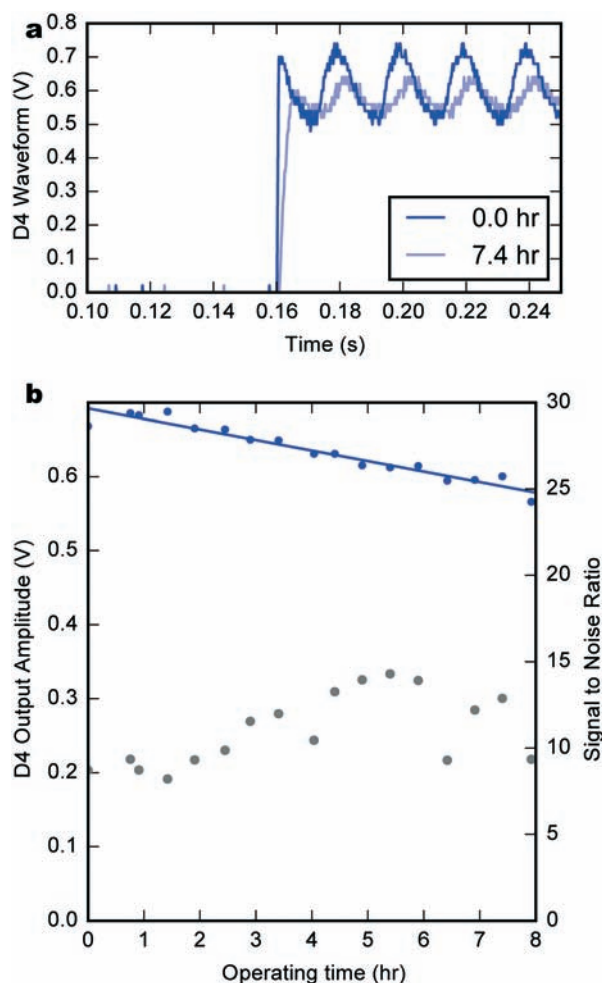 a
0.8
0.7
0.6
0.5
0.4
0.3
0.2
0.1
0.0
D4 Waveform (V)
0.0 hr
7.4 hr
0.10 0.12 0.14 0.16 0.18 0.20 0.22 0.24
Time (s)
b
0.6
0.5
0.4
0.3
0.2
0.1
0.0
D4 Output Amplitude (V)
30
25
20
15
10
5
0
Signal to Noise Ratio
0 1 2 3 4 5 6 7 8
Operating time (hr)